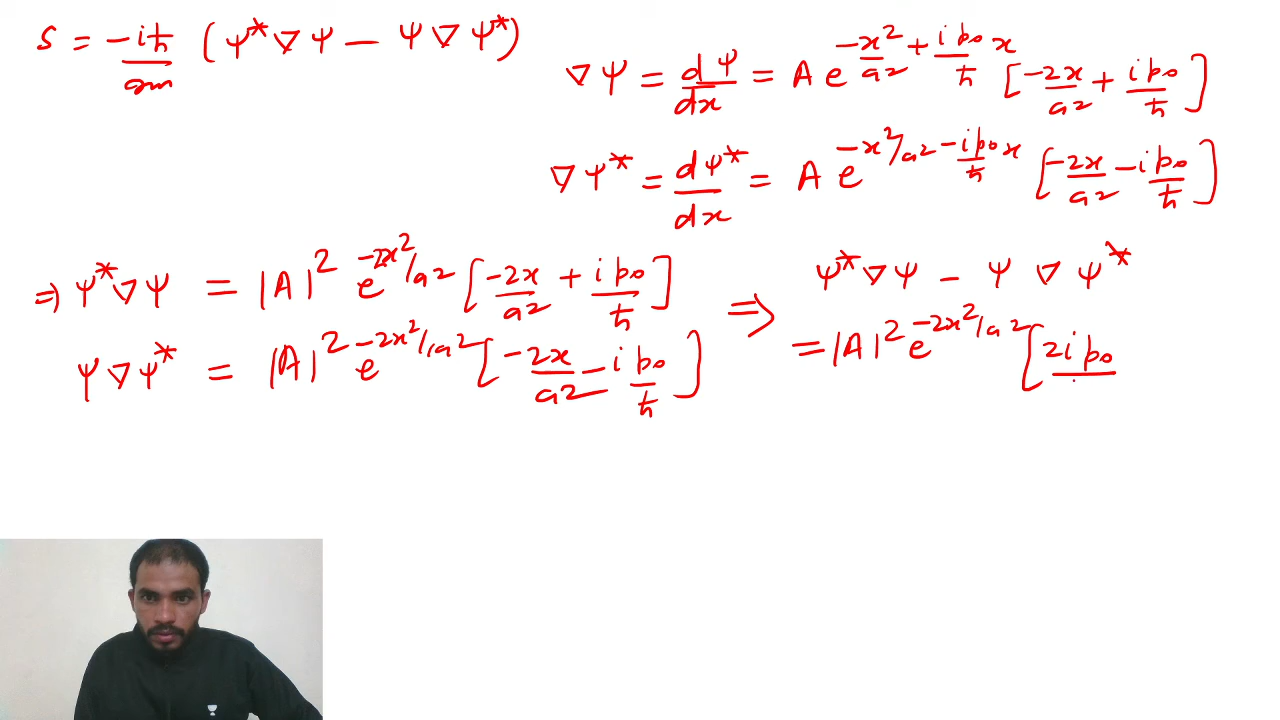 S = -iħ/2m (ψ*∇ψ − ψ∇ψ*)
∇ψ = dψ/dx = A e^(-x²/a² + ip₀x/ħ) [-2x/a² + ip₀/ħ]
∇ψ* = dψ*/dx = A e^(-x²/a² − ip₀x/ħ) [-2x/a² − ip₀/ħ]
⇒ ψ*∇ψ = |A|² e^(-2x²/a²) [-2x/a² + ip₀/ħ]
ψ∇ψ* = |A|² e^(-2x²/a²) [-2x/a² − ip₀/ħ]
⇒ ψ*∇ψ − ψ∇ψ*
= |A|² e^(-2x²/a²) [2ip₀/